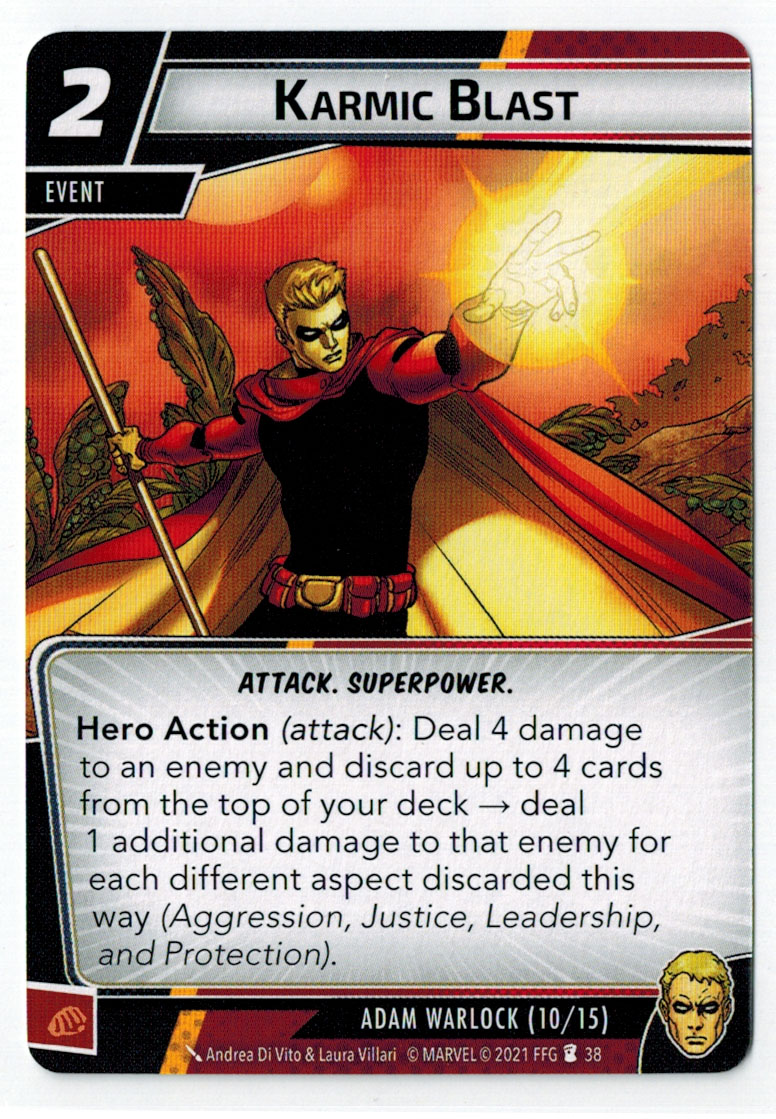 2
KARMIC BLAST
EVENT
ATTACK. SUPERPOWER.
Hero Action (attack): Deal 4 damage
to an enemy and discard up to 4 cards
from the top of your deck → deal
1 additional damage to that enemy for
each different aspect discarded this
way (Aggression, Justice, Leadership,
and Protection).
ADAM WARLOCK (10/15)
Andrea Di Vito & Laura Villari © MARVEL © 2021 FFG 38